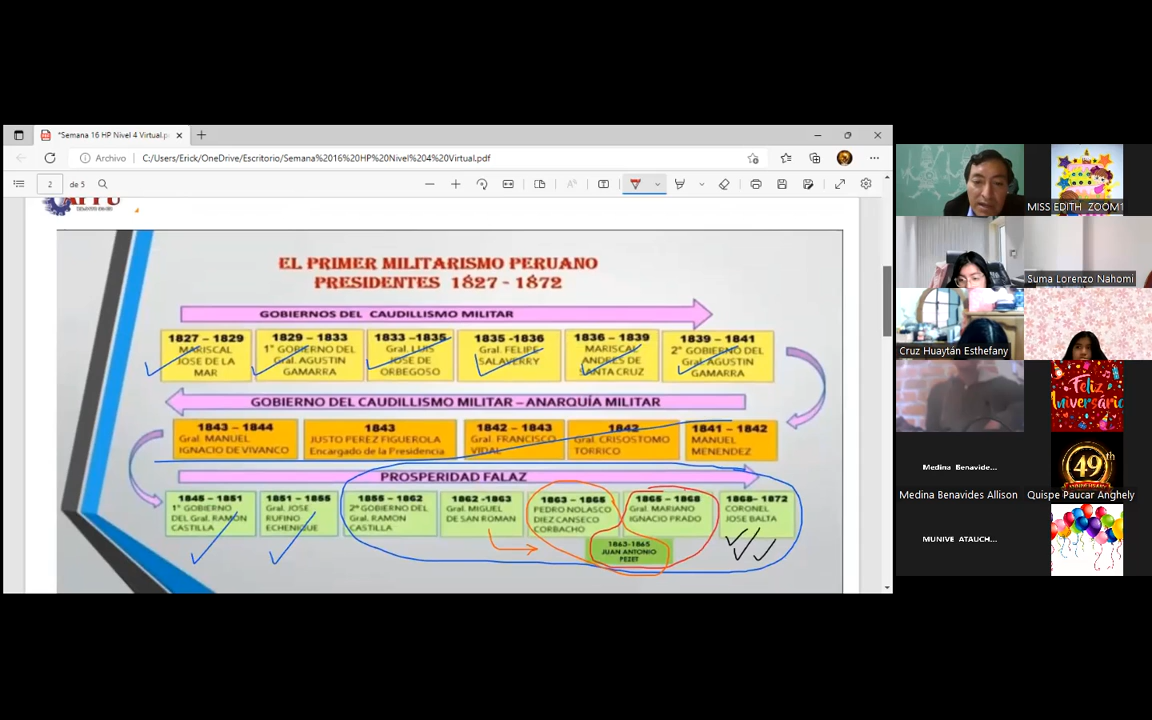 *Semana 16 HP Nivel 4 Virtual.p
Archivo
C:/Users/Erick/OneDrive/Escritorio/Semana%2016%20HP%20Nivel%204%20Virtual.pdf
2 de 5
EL PRIMER MILITARISMO PERUANO
PRESIDENTES 1827 - 1872
GOBIERNOS DEL CAUDILLISMO MILITAR
1827 – 1829
MARISCAL
JOSE DE LA
MAR
1829 – 1833
1° GOBIERNO DEL
Gral. AGUSTIN
GAMARRA
1833 –1835
Gral. LUIS
JOSE DE
ORBEGOSO
1835 -1836
Gral. FELIPE
SALAVERRY
1836 – 1839
MARISCAL
ANDRES DE
SANTA CRUZ
1839 – 1841
2° GOBIERNO DEL
Gral. AGUSTIN
GAMARRA
GOBIERNO DEL CAUDILLISMO MILITAR – ANARQUÍA MILITAR
1843 – 1844
Gral. MANUEL
IGNACIO DE VIVANCO
1843
JUSTO PEREZ FIGUEROLA
Encargado de la Presidencia
1842 – 1843
Gral. FRANCISCO
VIDAL
1842
Gral. CRISOSTOMO
TORRICO
1841 – 1842
MANUEL
MENENDEZ
PROSPERIDAD FALAZ
1845 – 1851
1° GOBIERNO
DEL Gral. RAMÓN
CASTILLA
1851 – 1855
Gral. JOSE
RUFINO
ECHENIQUE
1855 – 1862
2° GOBIERNO DEL
Gral. RAMON
CASTILLA
1862 -1863
Gral. MIGUEL
DE SAN ROMAN
1863 – 1865
PEDRO NOLASCO
DIEZ CANSECO
CORBACHO
1865 – 1868
Gral. MARIANO
IGNACIO PRADO
1868– 1872
CORONEL
JOSE BALTA
1863-1865
JUAN ANTONIO
PEZET
MISS EDITH ZOOM1
Suma Lorenzo Nahomi
Cruz Huaytán Esthefany
Feliz
Aniversario
Medina Benavide...
Medina Benavides Allison
49th
ANIVERSARIO
Quispe Paucar Anghely
MUNIVE ATAUCH...